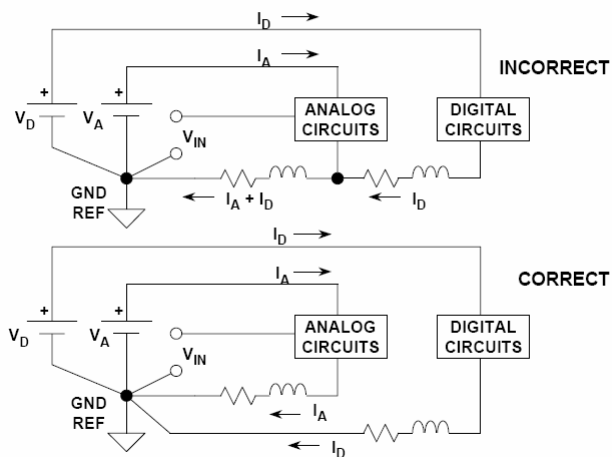 I_D
I_A
INCORRECT
+
+
V_D
V_A
V_IN
ANALOG
CIRCUITS
DIGITAL
CIRCUITS
GND
REF
I_A + I_D
I_D
I_D
I_A
CORRECT
+
+
V_D
V_A
V_IN
ANALOG
CIRCUITS
DIGITAL
CIRCUITS
GND
REF
I_A
I_D